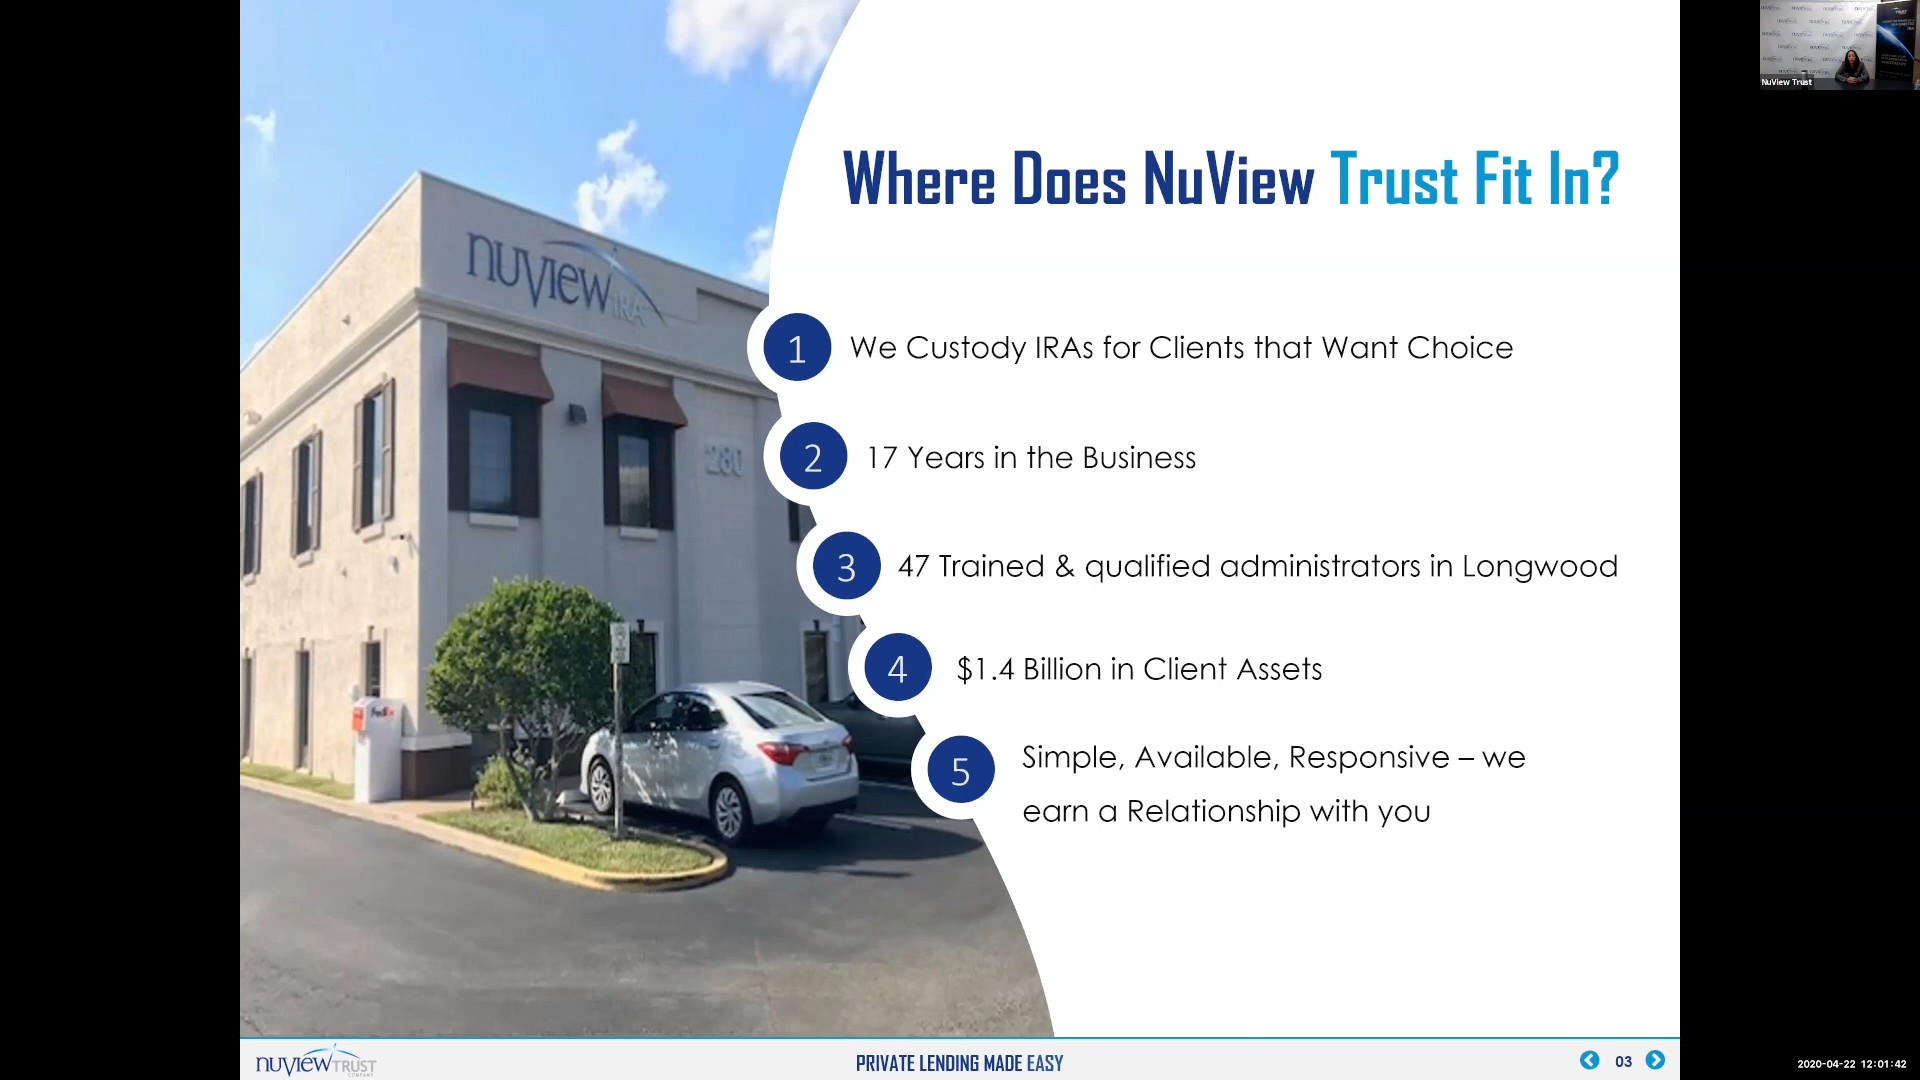 Where Does NuView Trust Fit In?
nuview
IRA
280
FedEx
1 We Custody IRAs for Clients that Want Choice
2 17 Years in the Business
3 47 Trained & qualified administrators in Longwood
4 $1.4 Billion in Client Assets
5 Simple, Available, Responsive – we
earn a Relationship with you
nuview TRUST
COMPANY
PRIVATE LENDING MADE EASY
03
NuView Trust
2020-04-22 12:01:42